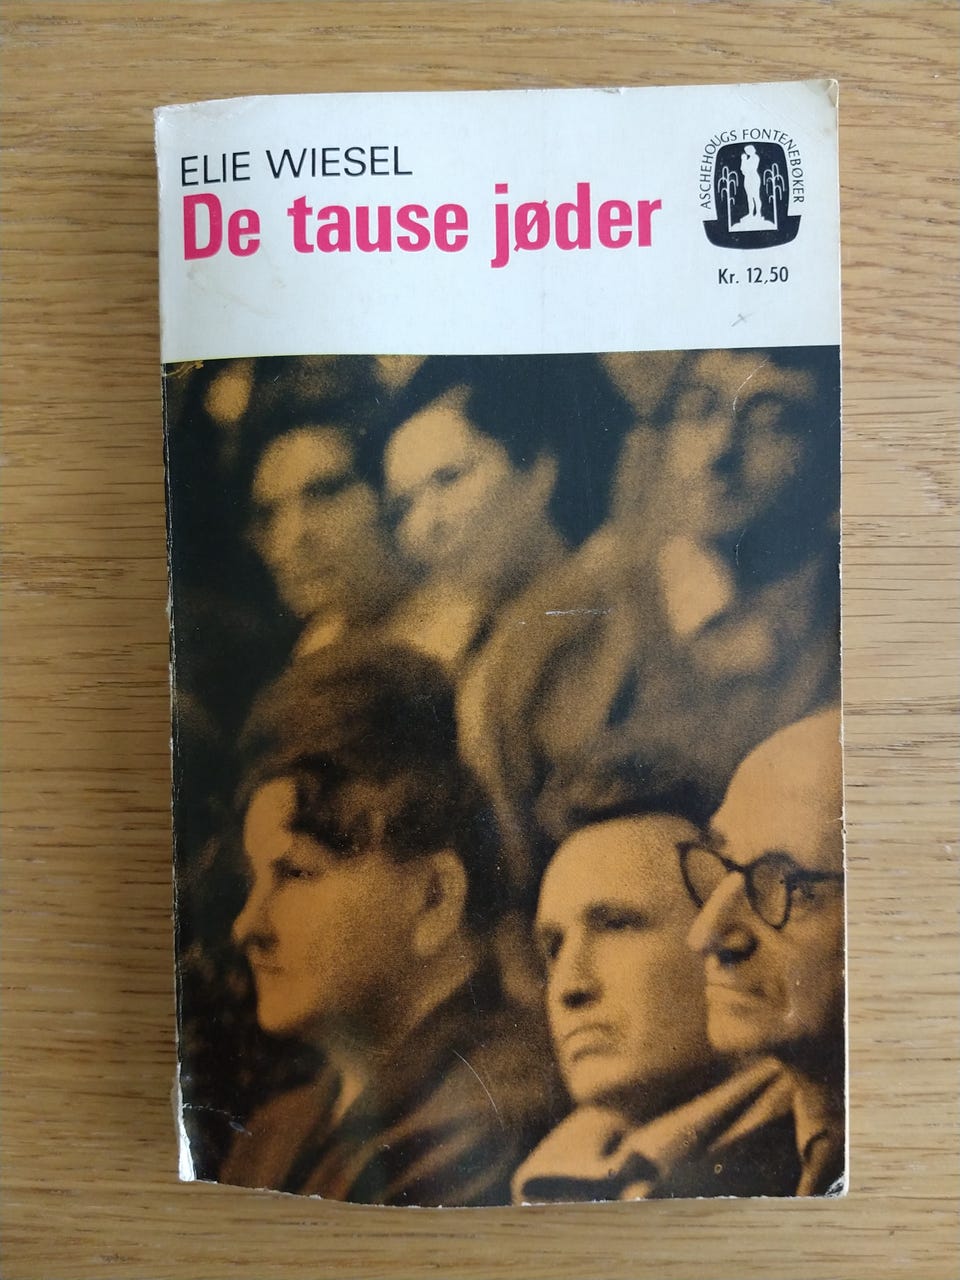 ELIE WIESEL
De tause jøder
ASCHEHOUGS FONTENEBØKER
Kr. 12,50